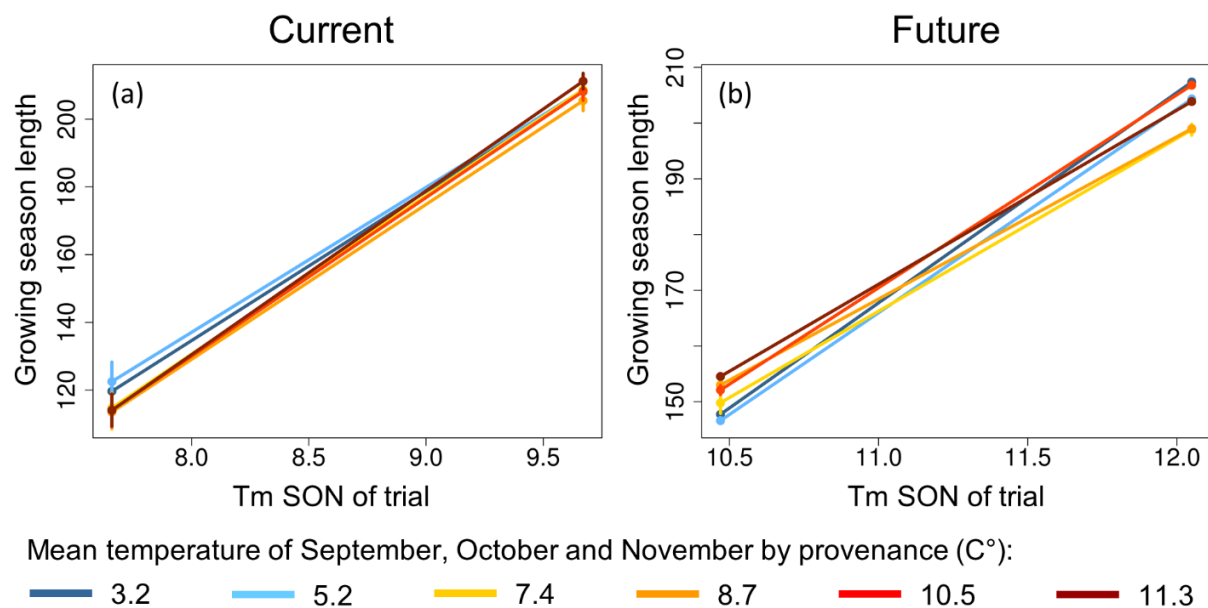 Current
Future
(a)
Growing season length
120
140
160
180
200
8.0
8.5
9.0
9.5
Tm SON of trial
(b)
Growing season length
150
170
190
210
10.5
11.0
11.5
12.0
Tm SON of trial
Mean temperature of September, October and November by provenance (C°):
3.2 5.2 7.4 8.7 10.5 11.3